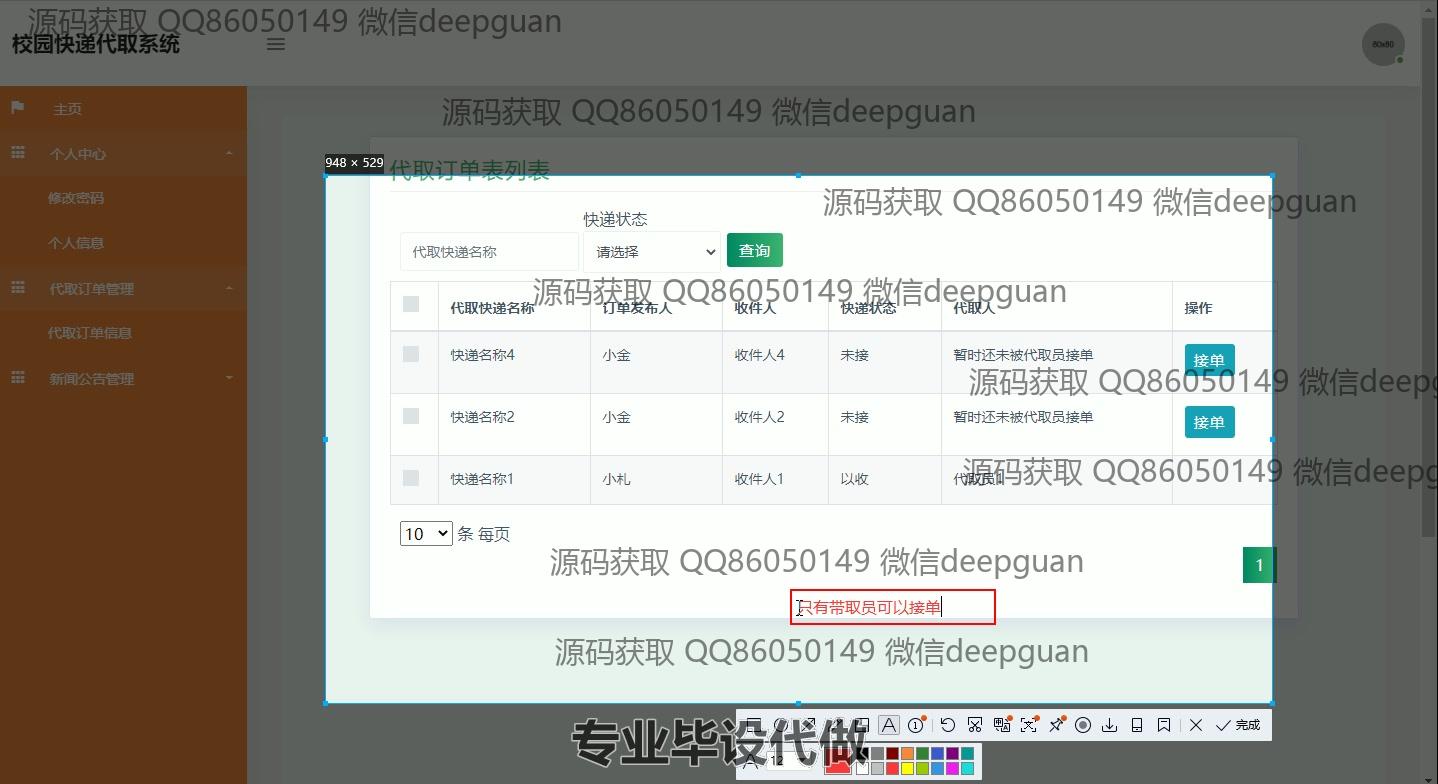 源码获取 QQ86050149 微信deepguan
校园快递代取系统
60x60
源码获取 QQ86050149 微信deepguan
主页
个人中心
修改密码
个人信息
代取订单管理
代取订单信息
新闻公告管理
948 × 529
代取订单表列表
源码获取 QQ86050149 微信deepguan
快递状态
代取快递名称 请选择 查询
源码获取 QQ86050149 微信deepguan
代取快递名称 订单发布人 收件人 快递状态 代取人 操作
快递名称4 小金 收件人4 未接 暂时还未被代取员接单 接单
源码获取 QQ86050149 微信deepg
快递名称2 小金 收件人2 未接 暂时还未被代取员接单 接单
源码获取 QQ86050149 微信deepg
快递名称1 小札 收件人1 以收 代取员1
10 条 每页
源码获取 QQ86050149 微信deepguan
1
只有带取员可以接单
源码获取 QQ86050149 微信deepguan
A 1 完成
专业毕设代做
A 12